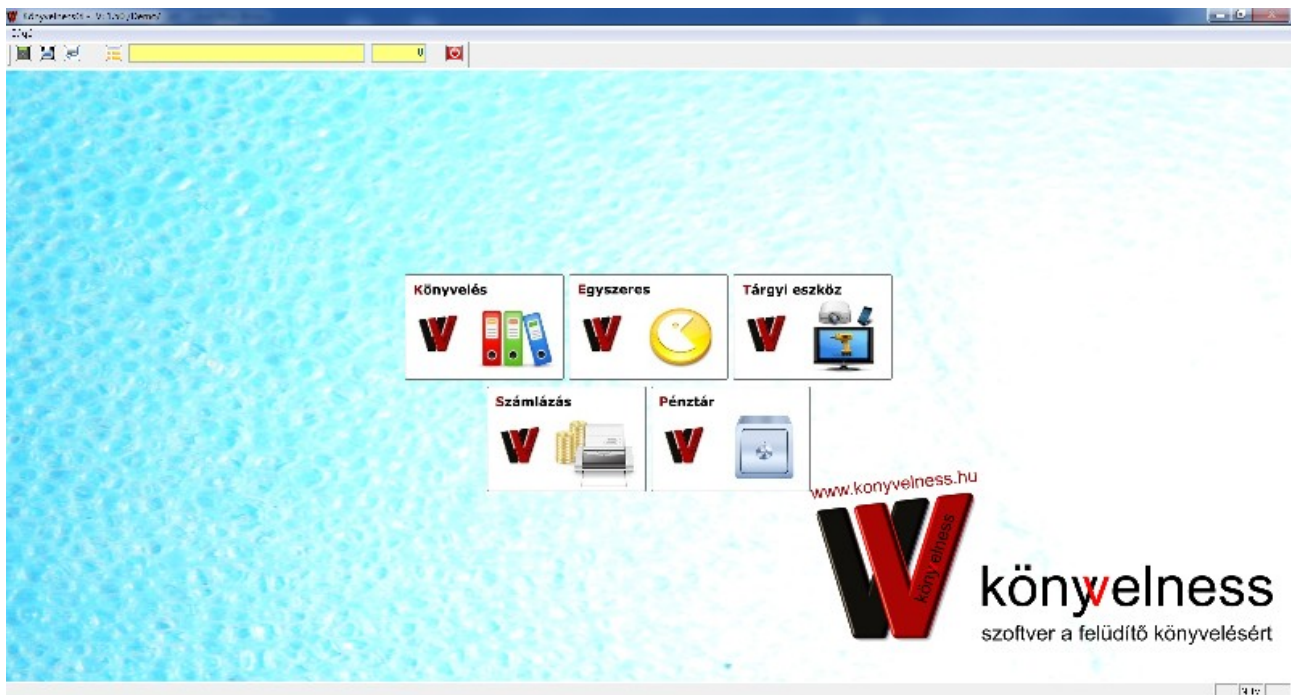 Könyvelés
Egyszeres
Tárgyi eszköz
Számlázás
Pénztár
www.konyvelness.hu
könyvelness
könyvelness
szoftver a felüdítő könyvelésért